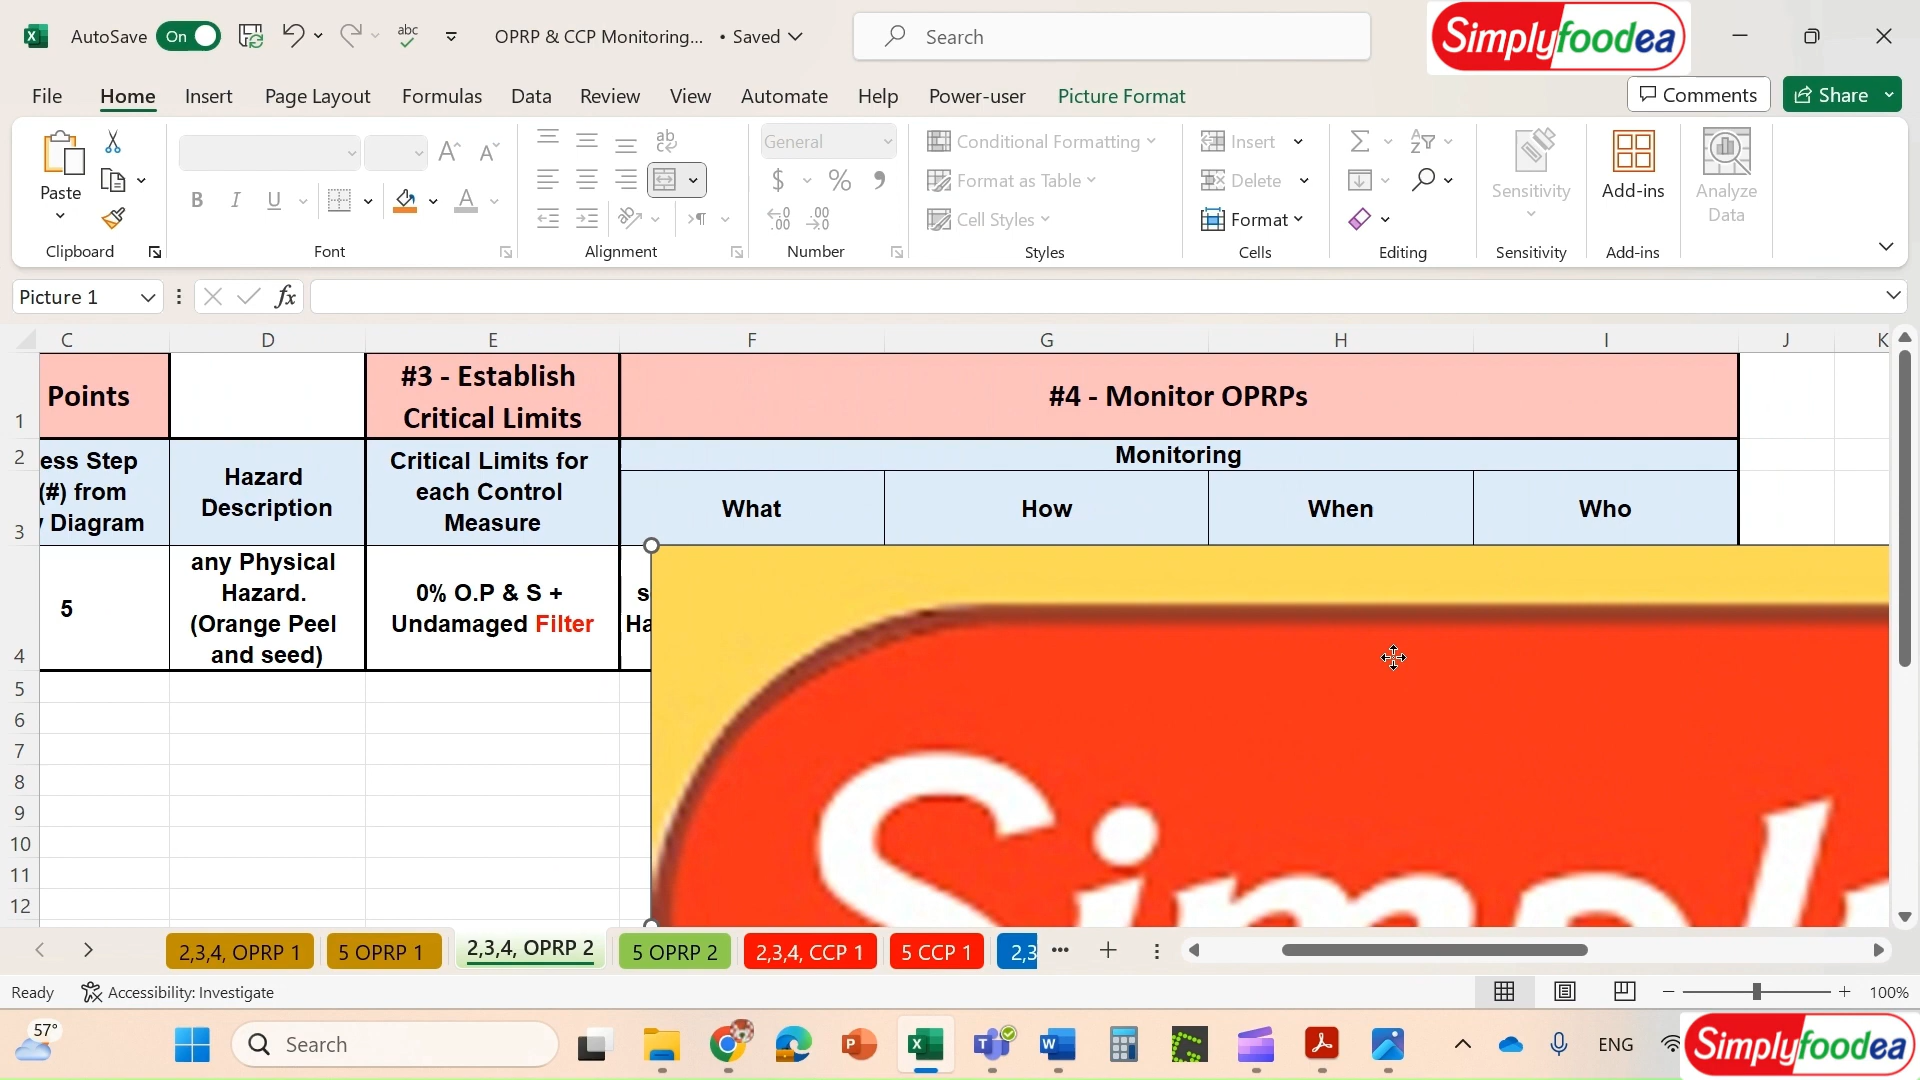 AutoSave On abc OPRP & CCP Monitoring... • Saved Search Simplyfoodea
File Home Insert Page Layout Formulas Data Review View Automate Help Power-user Picture Format Comments Share
Paste
Clipboard
B I U A
Font
Alignment
General
$ %
Number
Conditional Formatting
Format as Table
Cell Styles
Styles
Insert
Delete
Format
Cells
Editing
Sensitivity
Sensitivity
Add-ins
Add-ins
Analyze
Data
Picture 1 fx
C D E F G H I J K
1 Points
#3 - Establish
Critical Limits
#4 - Monitor OPRPs
2
3
ess Step
(#) from
Diagram
Hazard
Description
Critical Limits for
each Control
Measure
Monitoring
What How When Who
4
5
any Physical
Hazard.
(Orange Peel
and seed)
0% O.P & S +
Undamaged Filter
s
Ha
5
6
7
8
9
10
11
12
Simpl
2,3,4, OPRP 1 5 OPRP 1 2,3,4, OPRP 2 5 OPRP 2 2,3,4, CCP 1 5 CCP 1 2,3
Ready Accessibility: Investigate 100%
57° Search ENG Simplyfoodea